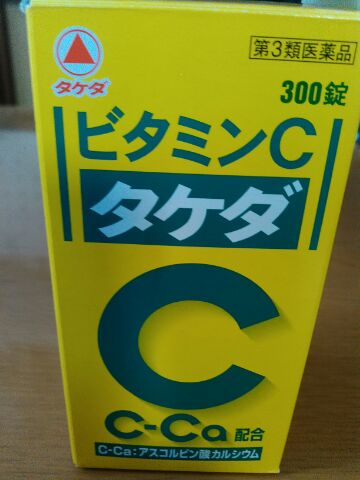 第3類医薬品
タケダ
300錠
ビタミンC
タケダ
C
C-Ca 配合
C-Ca:アスコルビン酸カルシウム